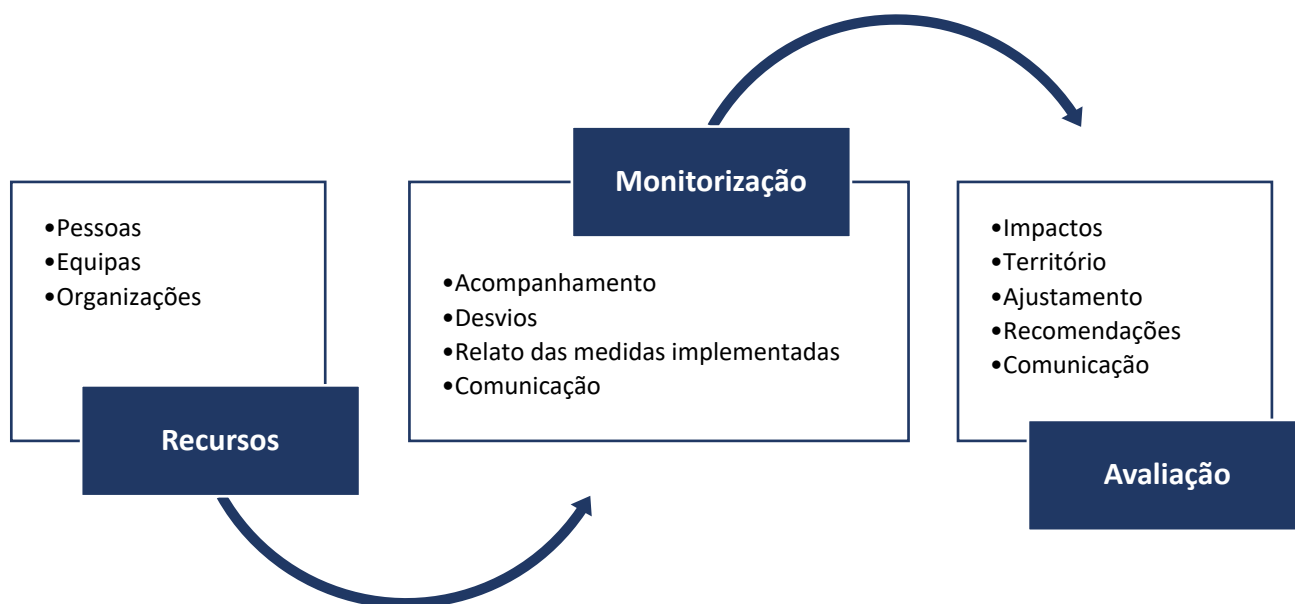 •Pessoas
•Equipas
•Organizações
Recursos
Monitorização
•Acompanhamento
•Desvios
•Relato das medidas implementadas
•Comunicação
•Impactos
•Território
•Ajustamento
•Recomendações
•Comunicação
Avaliação